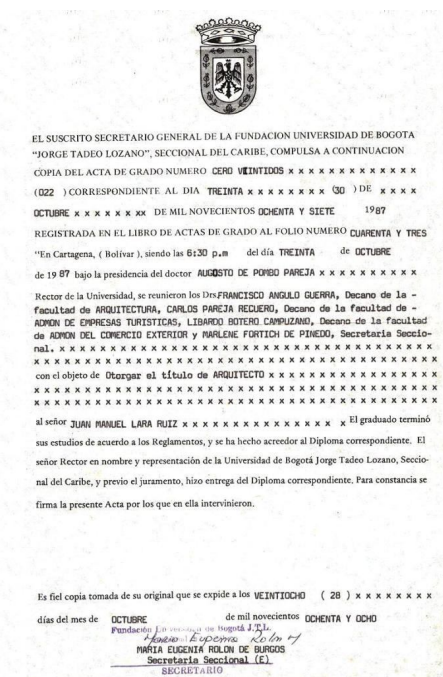 EL SUSCRITO SECRETARIO GENERAL DE LA FUNDACION UNIVERSIDAD DE BOGOTA
"JORGE TADEO LOZANO", SECCIONAL DEL CARIBE, COMPULSA A CONTINUACION
COPIA DEL ACTA DE GRADO NUMERO CERO VEINTIDOS x x x x x x x x x x x x x
(022 ) CORRESPONDIENTE AL DIA TREINTA x x x x x x x x (30 ) DE x x x x
OCTUBRE x x x x x x xx DE MIL NOVECIENTOS OCHENTA Y SIETE 1987
REGISTRADA EN EL LIBRO DE ACTAS DE GRADO AL FOLIO NUMERO CUARENTA Y TRES
"En Cartagena, ( Bolívar ), siendo las 6:30 p.m del día TREINTA de OCTUBRE
de 19 87 bajo la presidencia del doctor AUGUSTO DE POMBO PAREJA x x x x x x x x x x
Rector de la Universidad, se reunieron los Drs FRANCISCO ANGULO GUERRA, Decano de la -
facultad de ARQUITECTURA, CARLOS PAREJA RECUERO, Decano de la facultad de -
ADMON DE EMPRESAS TURISTICAS, LIBARDO BOTERO CAMPUZANO, Decano de la facultad
de ADMON DEL COMERCIO EXTERIOR y MARLENE FORTICH DE PINEDO, Secretaria Seccio-
nal. x x x x x x x x x x x x x x x x x x x x x x x x x x x x x x x x x x x
x x x x x x x x x x x x x x x x x x x x x x x x x x x x x x x x x x x x x x
con el objeto de Otorgar el título de ARQUITECTO x x x x x x x x x x x x x x x x
x x x x x x x x x x x x x x x x x x x x x x x x x x x x x x x x x x x x x x
x x x x x x x x x x x x x x x x x x x x x x x x x x x x x x x x x x x x x x
al señor JUAN MANUEL LARA RUIZ x x x x x x x x x x x x x x x x x El graduado terminó
sus estudios de acuerdo a los Reglamentos, y se ha hecho acreedor al Diploma correspondiente. El
señor Rector en nombre y representación de la Universidad de Bogotá Jorge Tadeo Lozano, Seccio-
nal del Caribe, y previo el juramento, hizo entrega del Diploma correspondiente. Para constancia se
firma la presente Acta por los que en ella intervinieron.
Es fiel copia tomada de su original que se expide a los VEINTIOCHO ( 28 ) x x x x x x x x
días del mes de OCTUBRE de mil novecientos OCHENTA Y OCHO
Fundación de Bogotá J.T.L.
Eugenia Rolon
MARIA EUGENIA ROLON DE BURGOS
Secretaria Seccional (E)
SECRETARIO